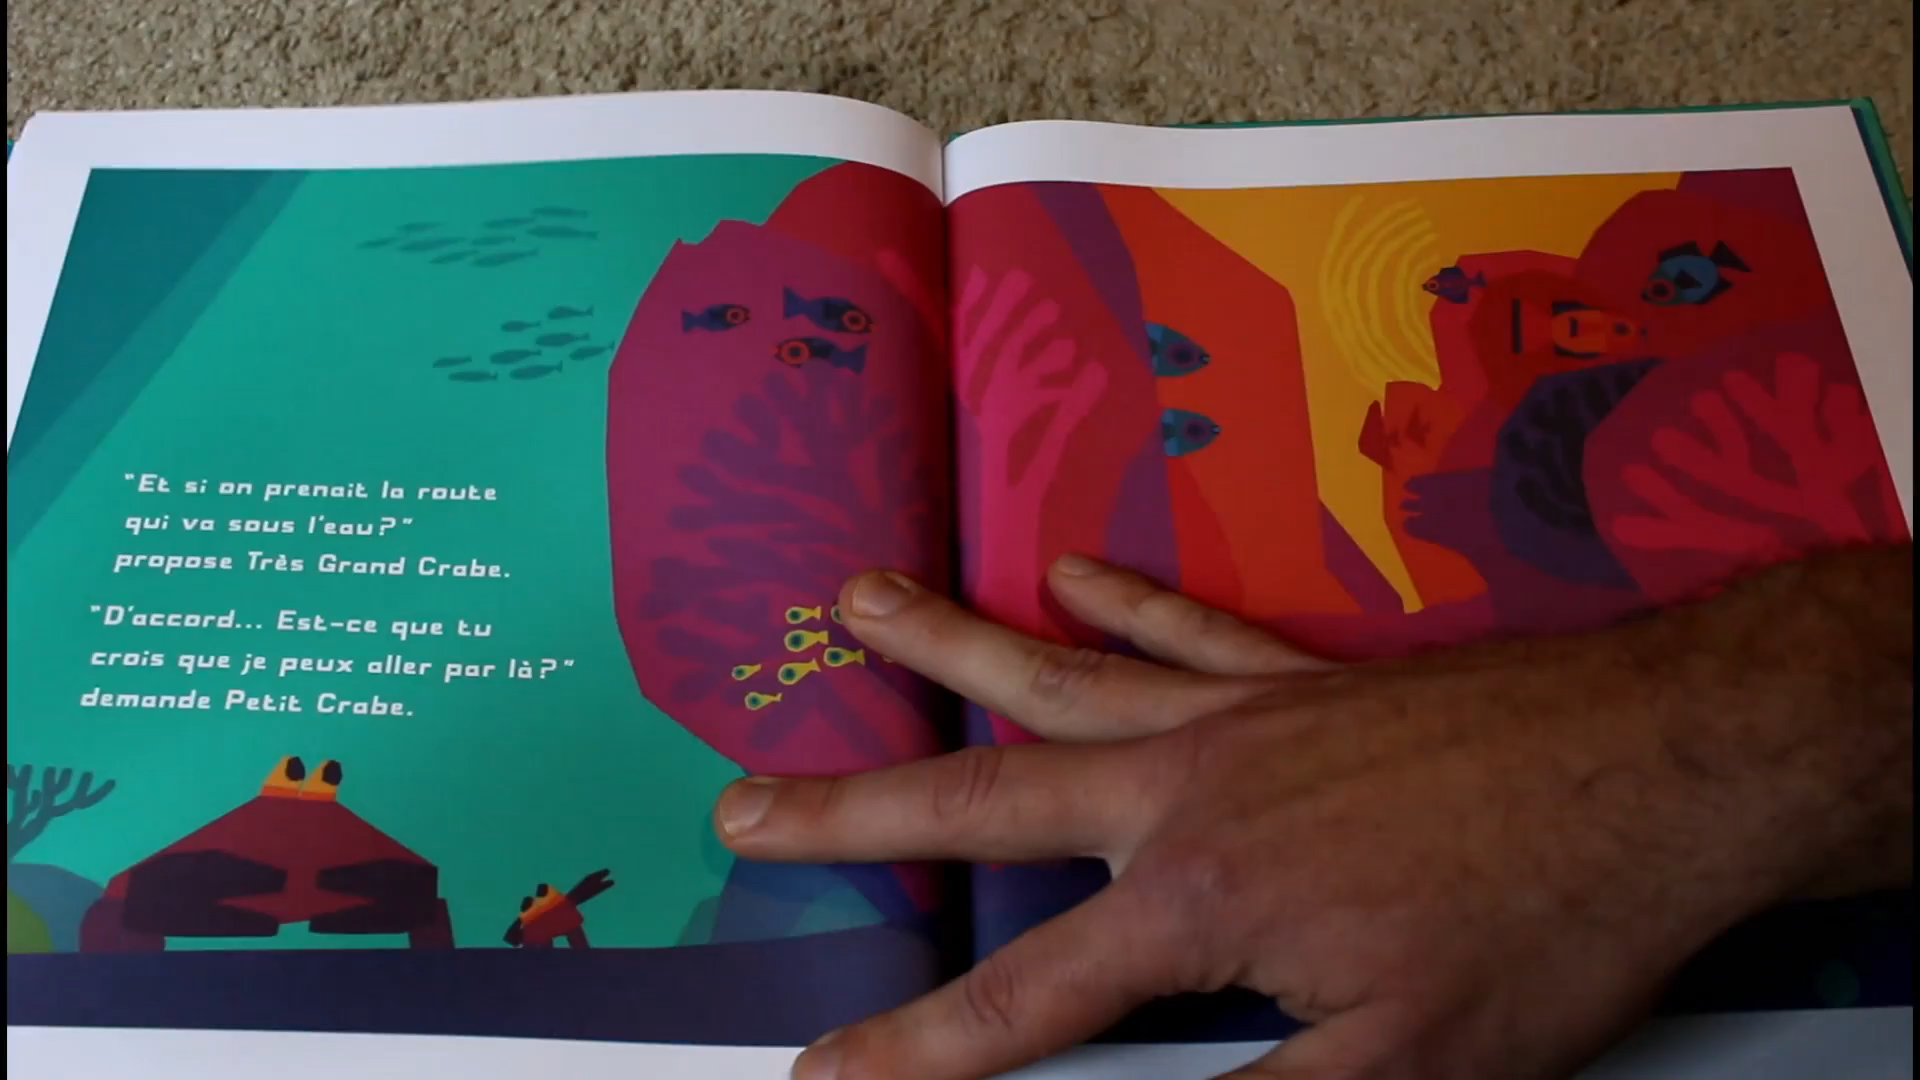 "Et si on prenait la route
qui va sous l'eau?"
propose Très Grand Crabe.
"D'accord... Est-ce que tu
crois que je peux aller par là?"
demande Petit Crabe.